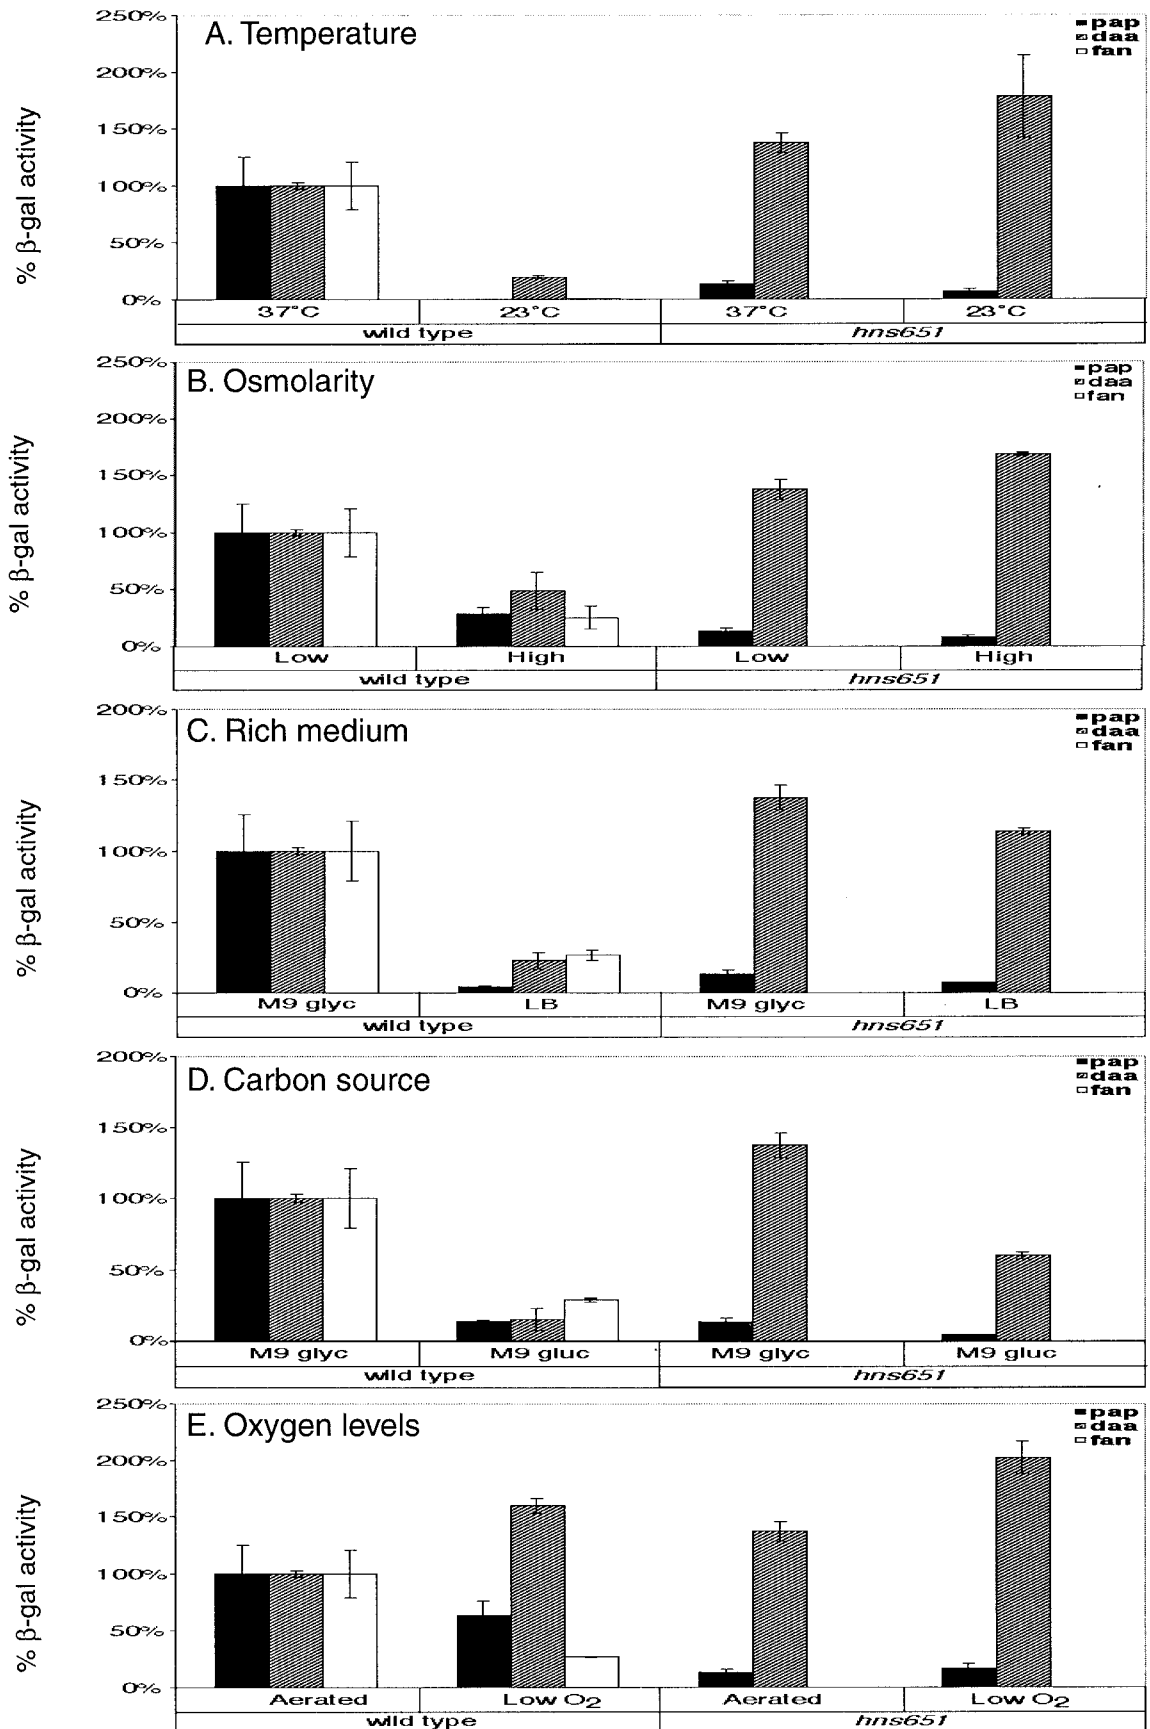 250%
A. Temperature
pap
daa
fan
200%
150%
100%
50%
0%
% β-gal activity
37°C 23°C 37°C 23°C
wild type hns651
250%
B. Osmolarity
pap
daa
fan
200%
150%
100%
50%
0%
% β-gal activity
Low High Low High
wild type hns651
200%
C. Rich medium
pap
daa
fan
150%
100%
50%
0%
% β-gal activity
M9 glyc LB M9 glyc LB
wild type hns651
200%
D. Carbon source
pap
daa
fan
150%
100%
50%
0%
% β-gal activity
M9 glyc M9 gluc M9 glyc M9 gluc
wild type hns651
250%
E. Oxygen levels
pap
daa
fan
200%
150%
100%
50%
0%
% β-gal activity
Aerated Low O2 Aerated Low O2
wild type hns651